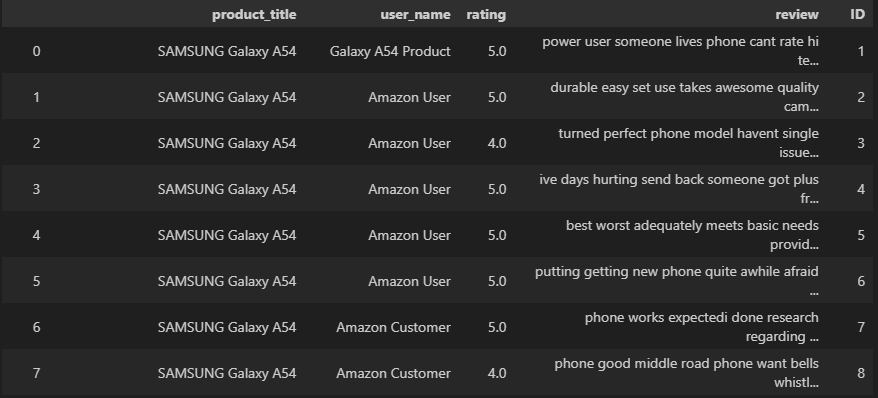 product_title user_name rating review ID
0 SAMSUNG Galaxy A54 Galaxy A54 Product 5.0 power user someone lives phone cant rate hi te... 1
1 SAMSUNG Galaxy A54 Amazon User 5.0 durable easy set use takes awesome quality cam... 2
2 SAMSUNG Galaxy A54 Amazon User 4.0 turned perfect phone model havent single issue... 3
3 SAMSUNG Galaxy A54 Amazon User 5.0 ive days hurting send back someone got plus fr... 4
4 SAMSUNG Galaxy A54 Amazon User 5.0 best worst adequately meets basic needs provid... 5
5 SAMSUNG Galaxy A54 Amazon User 5.0 putting getting new phone quite awhile afraid ... 6
6 SAMSUNG Galaxy A54 Amazon Customer 5.0 phone works expectedi done research regarding ... 7
7 SAMSUNG Galaxy A54 Amazon Customer 4.0 phone good middle road phone want bells whistl... 8